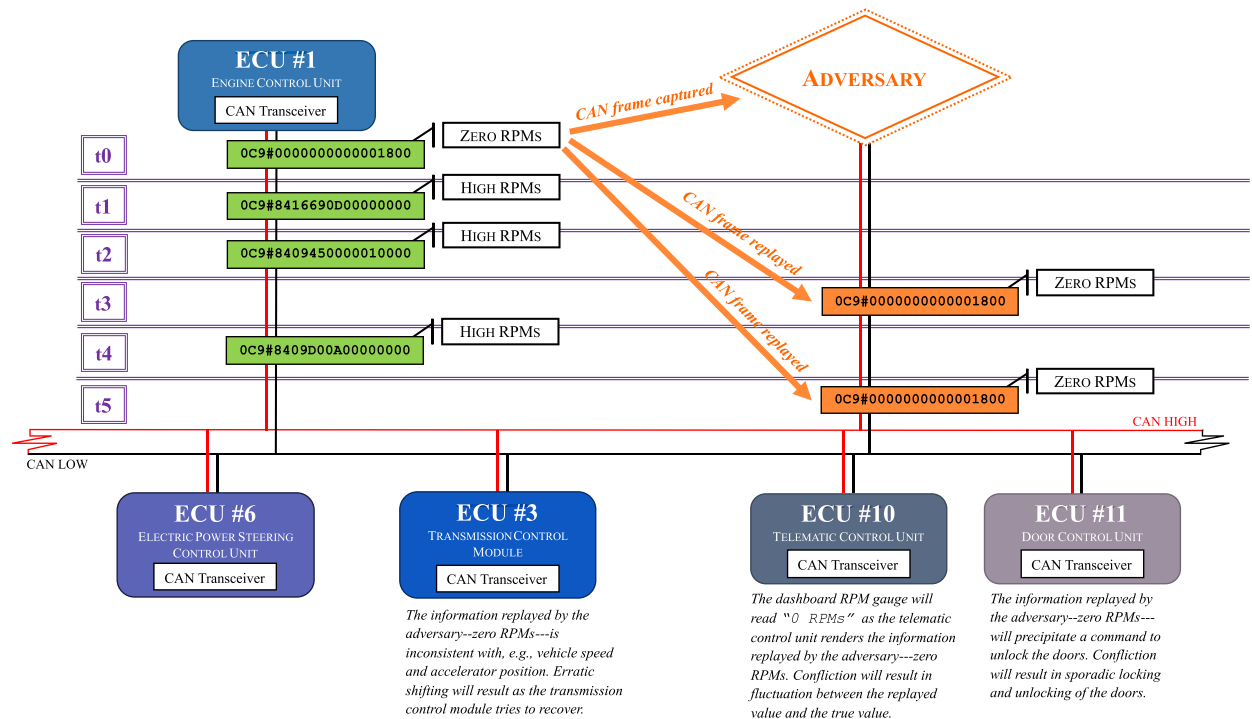 ECU #1
ENGINE CONTROL UNIT
CAN Transceiver
ADVERSARY
CAN frame captured
t0
0C9#0000000000001800
ZERO RPMS
t1
0C9#8416690D00000000
HIGH RPMS
CAN frame replayed
t2
0C9#8409450000010000
HIGH RPMS
CAN frame replayed
t3
0C9#0000000000001800
ZERO RPMS
t4
0C9#8409D00A00000000
HIGH RPMS
t5
0C9#0000000000001800
ZERO RPMS
CAN HIGH
CAN LOW
ECU #6
ELECTRIC POWER STEERING
CONTROL UNIT
CAN Transceiver
ECU #3
TRANSMISSION CONTROL
MODULE
CAN Transceiver
The information replayed by the
adversary--zero RPMs---is
inconsistent with, e.g., vehicle speed
and accelerator position. Erratic
shifting will result as the transmission
control module tries to recover.
ECU #10
TELEMATIC CONTROL UNIT
CAN Transceiver
The dashboard RPM gauge will
read “0 RPMs” as the telematic
control unit renders the information
replayed by the adversary---zero
RPMs. Confliction will result in
fluctuation between the replayed
value and the true value.
ECU #11
DOOR CONTROL UNIT
CAN Transceiver
The information replayed by
the adversary--zero RPMs---
will precipitate a command to
unlock the doors. Confliction
will result in sporadic locking
and unlocking of the doors.